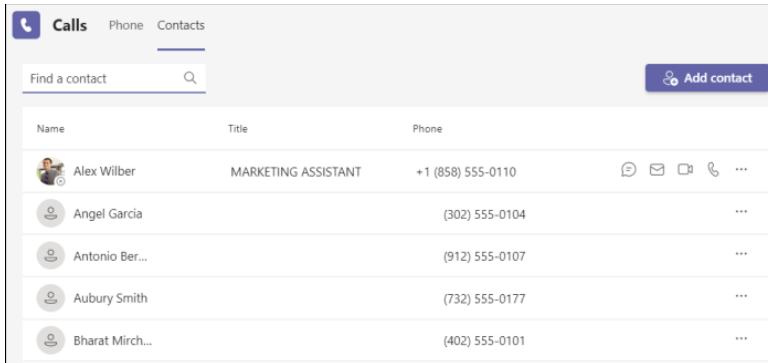 Calls Phone Contacts
Find a contact
Add contact
Name Title Phone
Alex Wilber MARKETING ASSISTANT +1 (858) 555-0110
Angel Garcia (302) 555-0104
Antonio Ber... (912) 555-0107
Aubury Smith (732) 555-0177
Bharat Mirch... (402) 555-0101